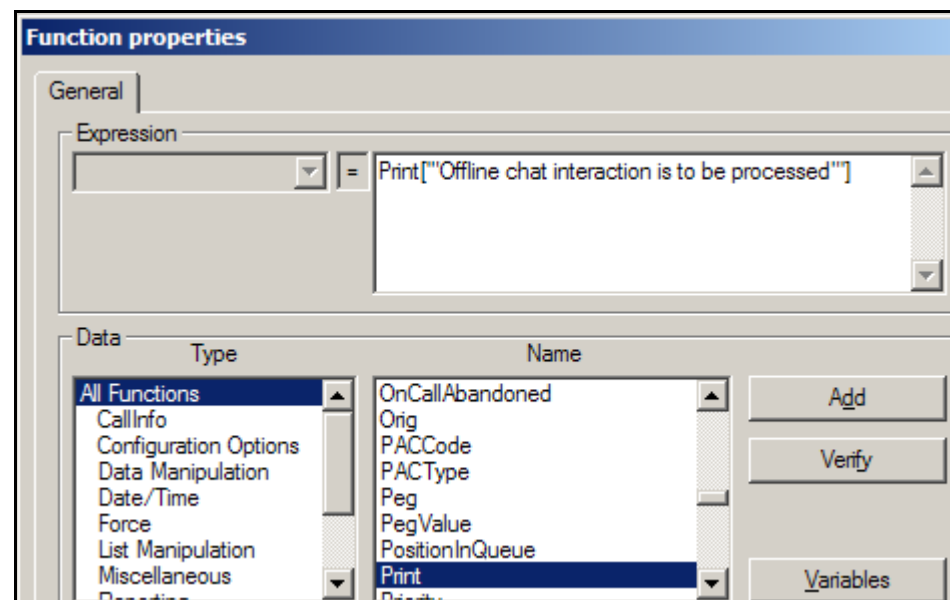 Function properties
General
Expression
=
Print["'Offline chat interaction is to be processed'"]
Data
Type
Name
All Functions
CallInfo
Configuration Options
Data Manipulation
Date/Time
Force
List Manipulation
Miscellaneous
Reporting
OnCallAbandoned
Orig
PACCode
PACType
Peg
PegValue
PositionInQueue
Print
Priority
Add
Verify
Variables